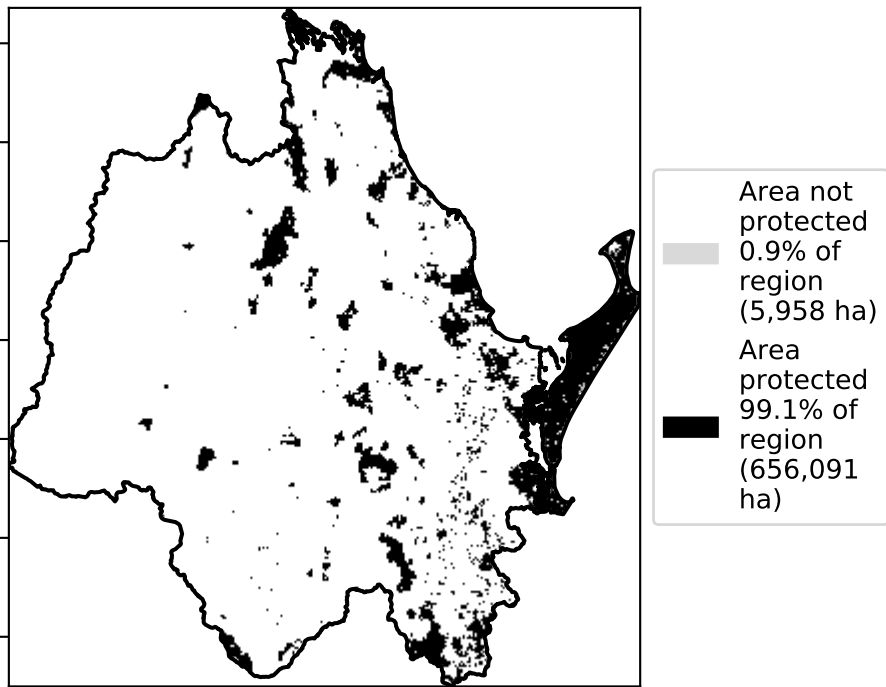 Area not
protected
0.9% of
region
(5,958 ha)
Area
protected
99.1% of
region
(656,091
ha)